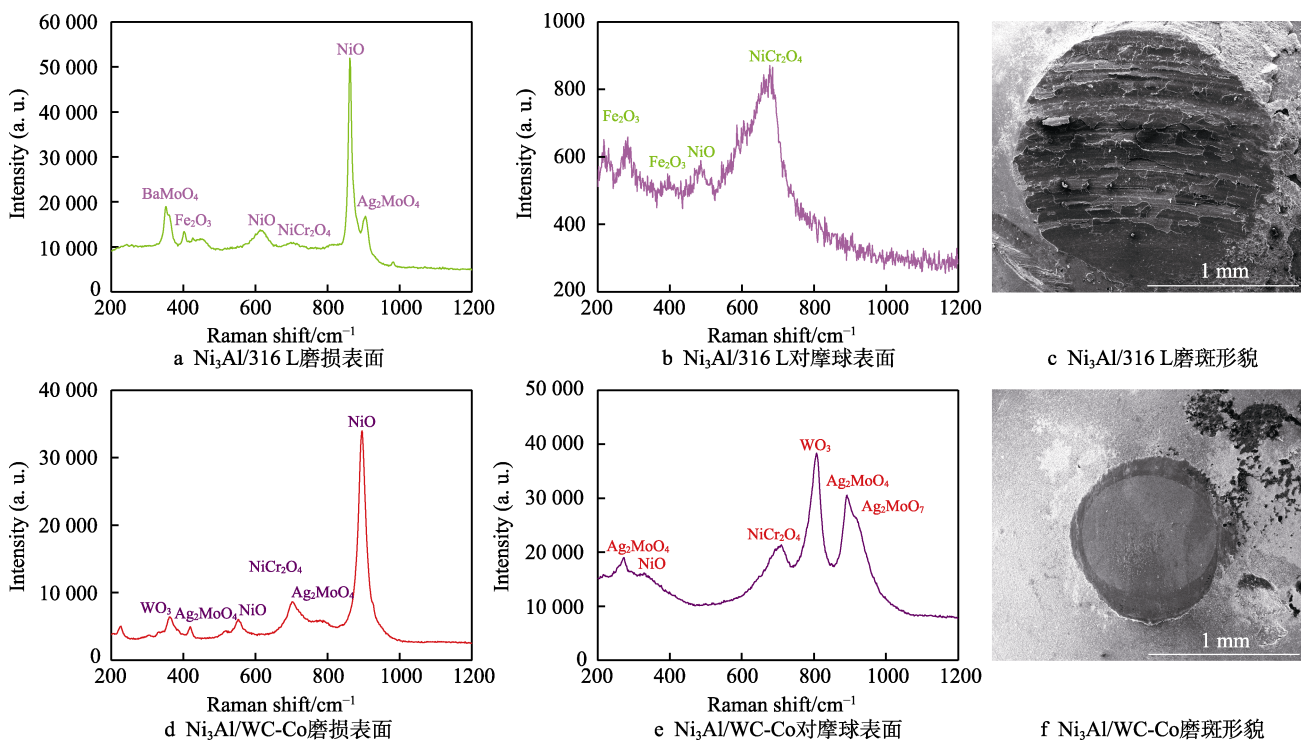 60 000
50 000
40 000
30 000
20 000
10 000
0
Intensity (a. u.)
NiO
BaMoO₄
Fe₂O₃
NiO
NiCr₂O₄
Ag₂MoO₄
200 400 600 800 1000 1200
Raman shift/cm⁻¹
a Ni₃Al/316 L磨损表面
1000
800
600
400
200
Intensity (a. u.)
NiCr₂O₄
Fe₂O₃
Fe₂O₃
NiO
200 400 600 800 1000 1200
Raman shift/cm⁻¹
b Ni₃Al/316 L对摩球表面
1 mm
c Ni₃Al/316 L磨斑形貌
40 000
30 000
20 000
10 000
0
Intensity (a. u.)
NiO
NiCr₂O₄
WO₃
Ag₂MoO₄
NiO
Ag₂MoO₄
200 400 600 800 1000 1200
Raman shift/cm⁻¹
d Ni₃Al/WC-Co磨损表面
50 000
40 000
30 000
20 000
10 000
0
Intensity (a. u.)
WO₃
Ag₂MoO₄
Ag₂MoO₇
NiCr₂O₄
Ag₂MoO₄
NiO
200 400 600 800 1000 1200
Raman shift/cm⁻¹
e Ni₃Al/WC-Co对摩球表面
1 mm
f Ni₃Al/WC-Co磨斑形貌